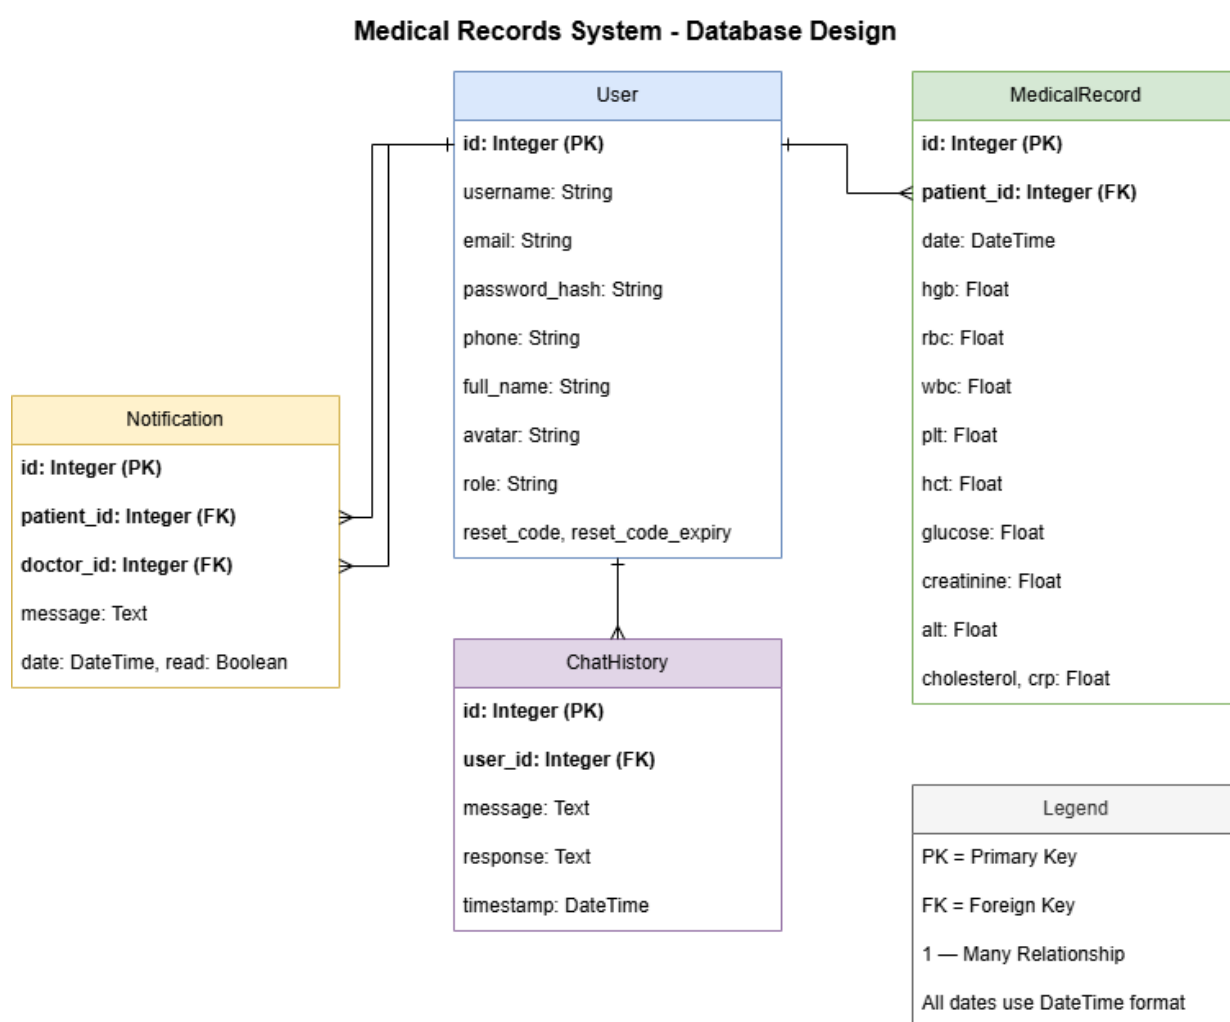 Medical Records System - Database Design
User
id: Integer (PK)
username: String
email: String
password_hash: String
phone: String
full_name: String
avatar: String
role: String
reset_code, reset_code_expiry
MedicalRecord
id: Integer (PK)
patient_id: Integer (FK)
date: DateTime
hgb: Float
rbc: Float
wbc: Float
plt: Float
hct: Float
glucose: Float
creatinine: Float
alt: Float
cholesterol, crp: Float
Notification
id: Integer (PK)
patient_id: Integer (FK)
doctor_id: Integer (FK)
message: Text
date: DateTime, read: Boolean
ChatHistory
id: Integer (PK)
user_id: Integer (FK)
message: Text
response: Text
timestamp: DateTime
Legend
PK = Primary Key
FK = Foreign Key
1 — Many Relationship
All dates use DateTime format